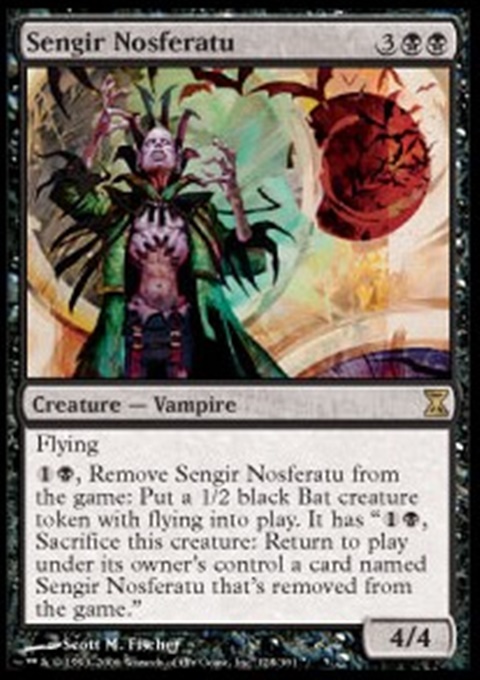 Sengir Nosferatu 3
Creature — Vampire
Flying
1, Remove Sengir Nosferatu from
the game: Put a 1/2 black Bat creature
token with flying into play. It has “1,
Sacrifice this creature: Return to play
under its owner's control a card named
Sengir Nosferatu that's removed from
the game.”
Scott M. Fischer
4/4